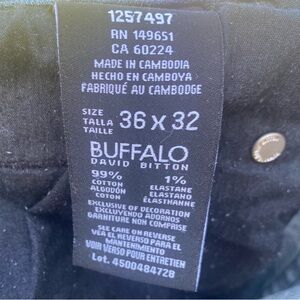 1257497
RN 149651
CA 60224
MADE IN CAMBODIA
HECHO EN CAMBOYA
FABRIQUÉ AU CAMBODGE
SIZE
TALLA
TAILLE
36 X 32
BUFFALO
DAVID BITTON
99% 1%
COTTON ELASTANE
ALGODÓN ELASTANO
COTON ÉLASTHANNE
EXCLUSIVE OF DECORATION
EXCLUYENDO ADORNOS
GARNITURE NON COMPRISE
SEE CARE ON REVERSE
VEA EL REVERSO PARA EL
MANTENIMIENTO
VOIR VERSO POUR ENTRETIEN
Lot. 4500484728